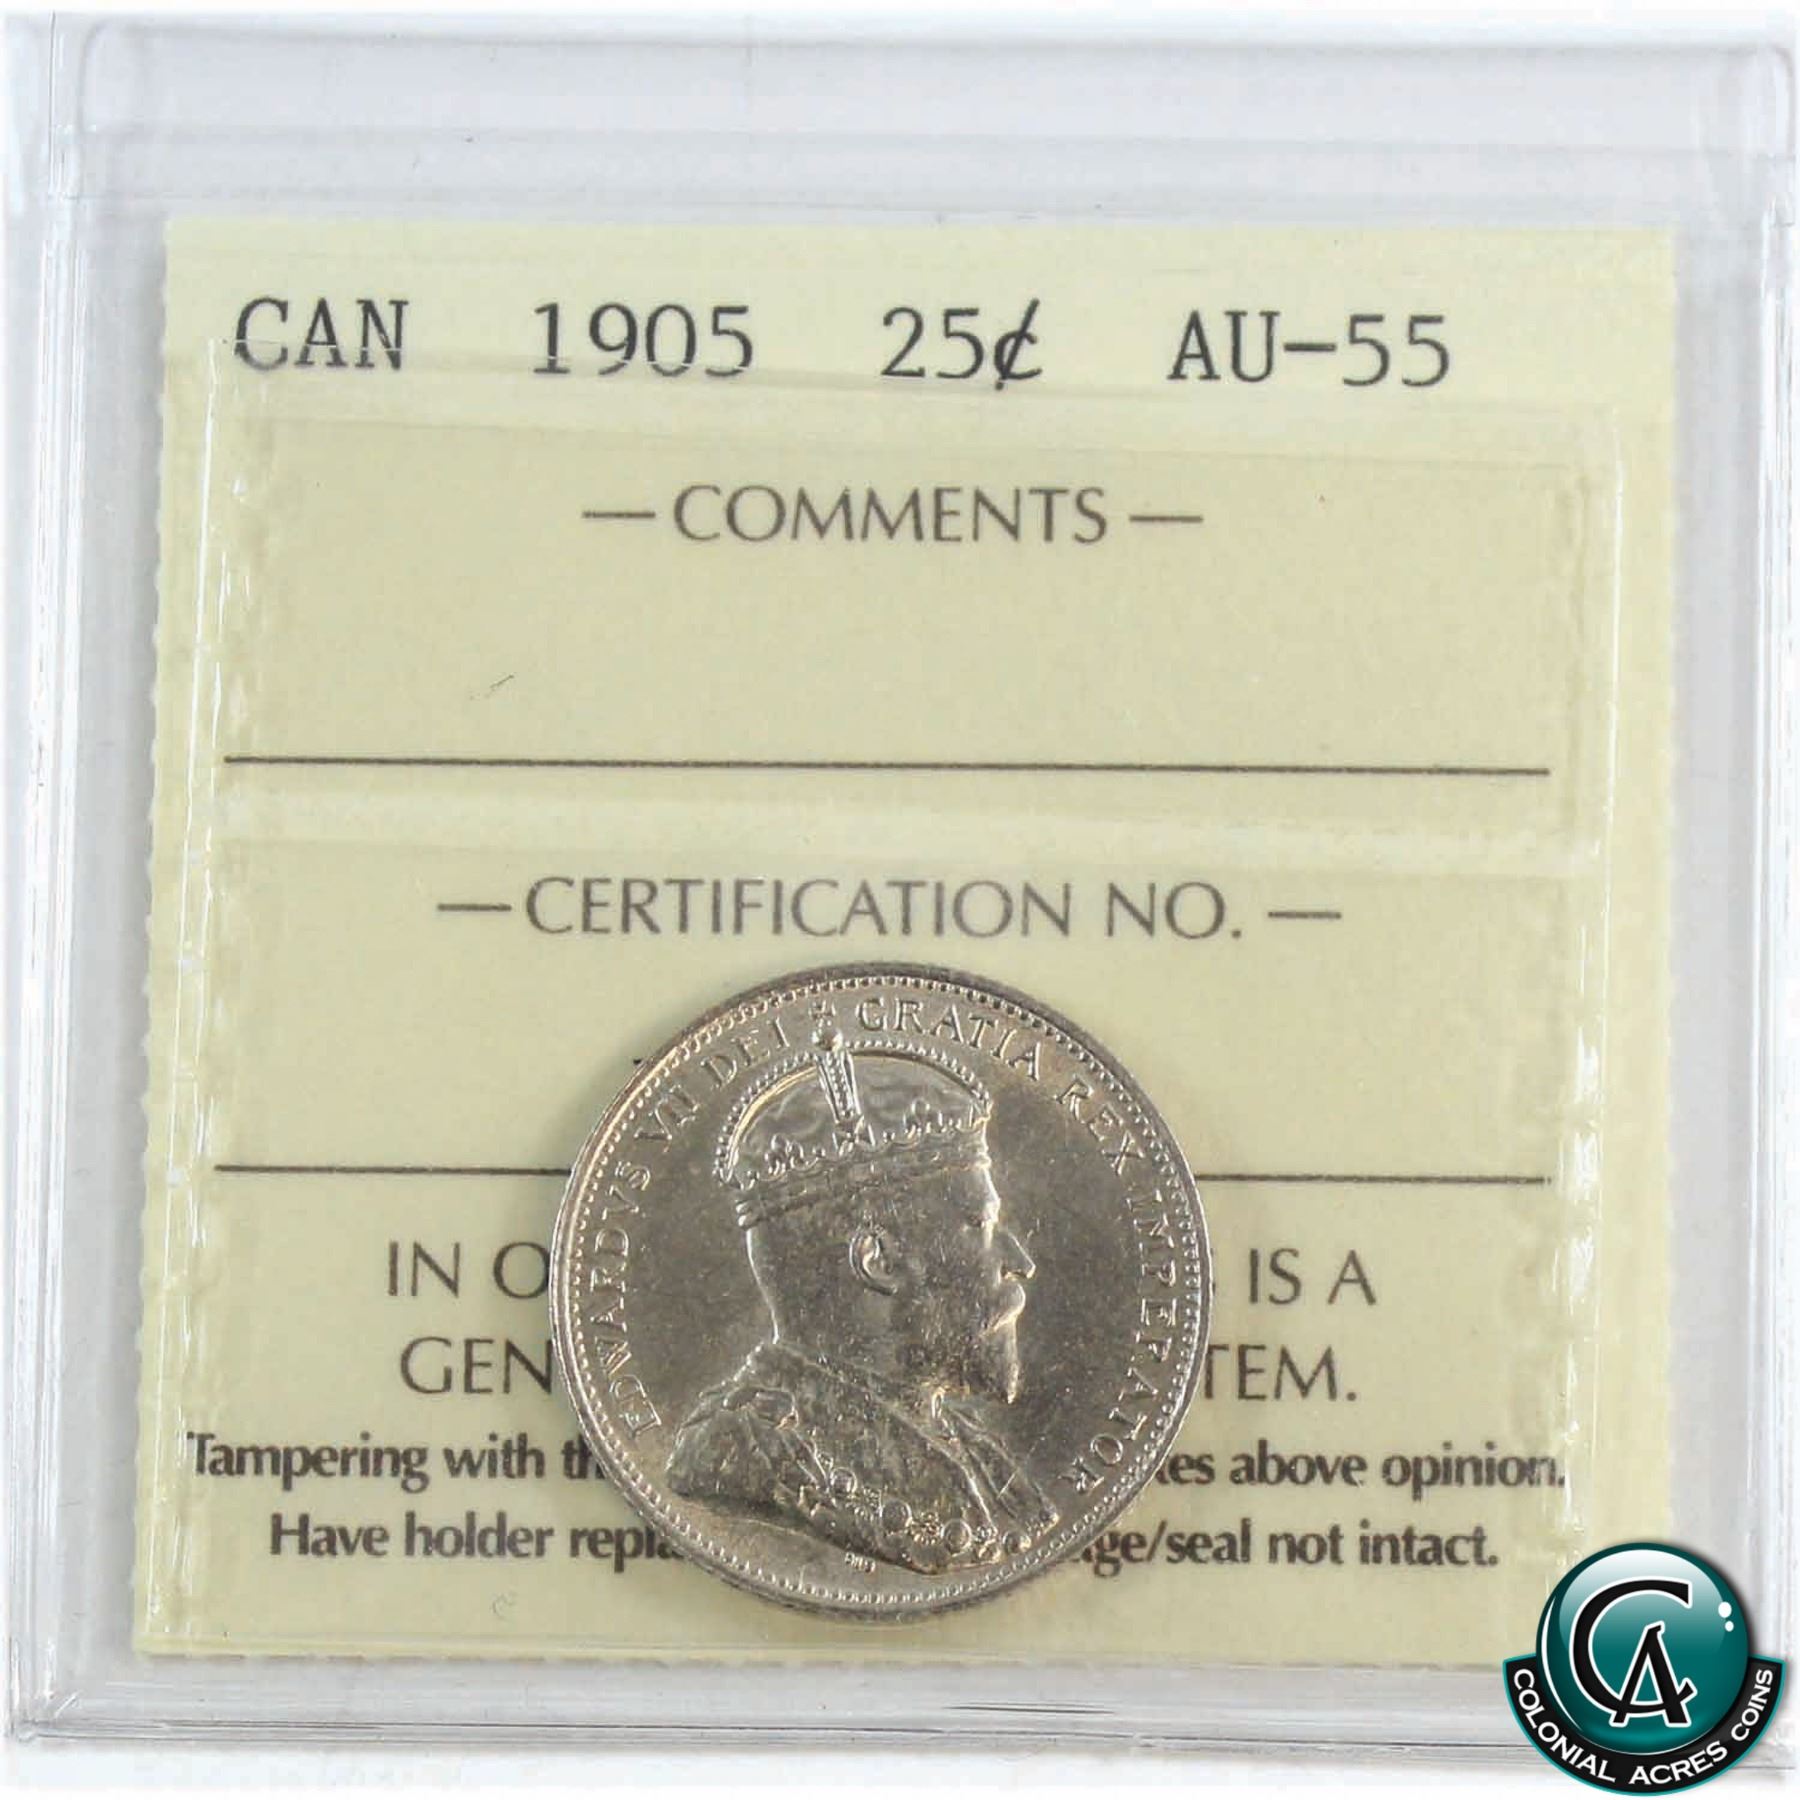 CAN 1905 25¢ AU-55
— COMMENTS —
— CERTIFICATION NO. —
EDWARDVS VII DEI GRATIA REX IMPERATOR
IN O IS A
GEN TEM.
Tampering with th tes above opinion.
Have holder repla ge/seal not intact.
CA
COLONIAL ACRES COINS